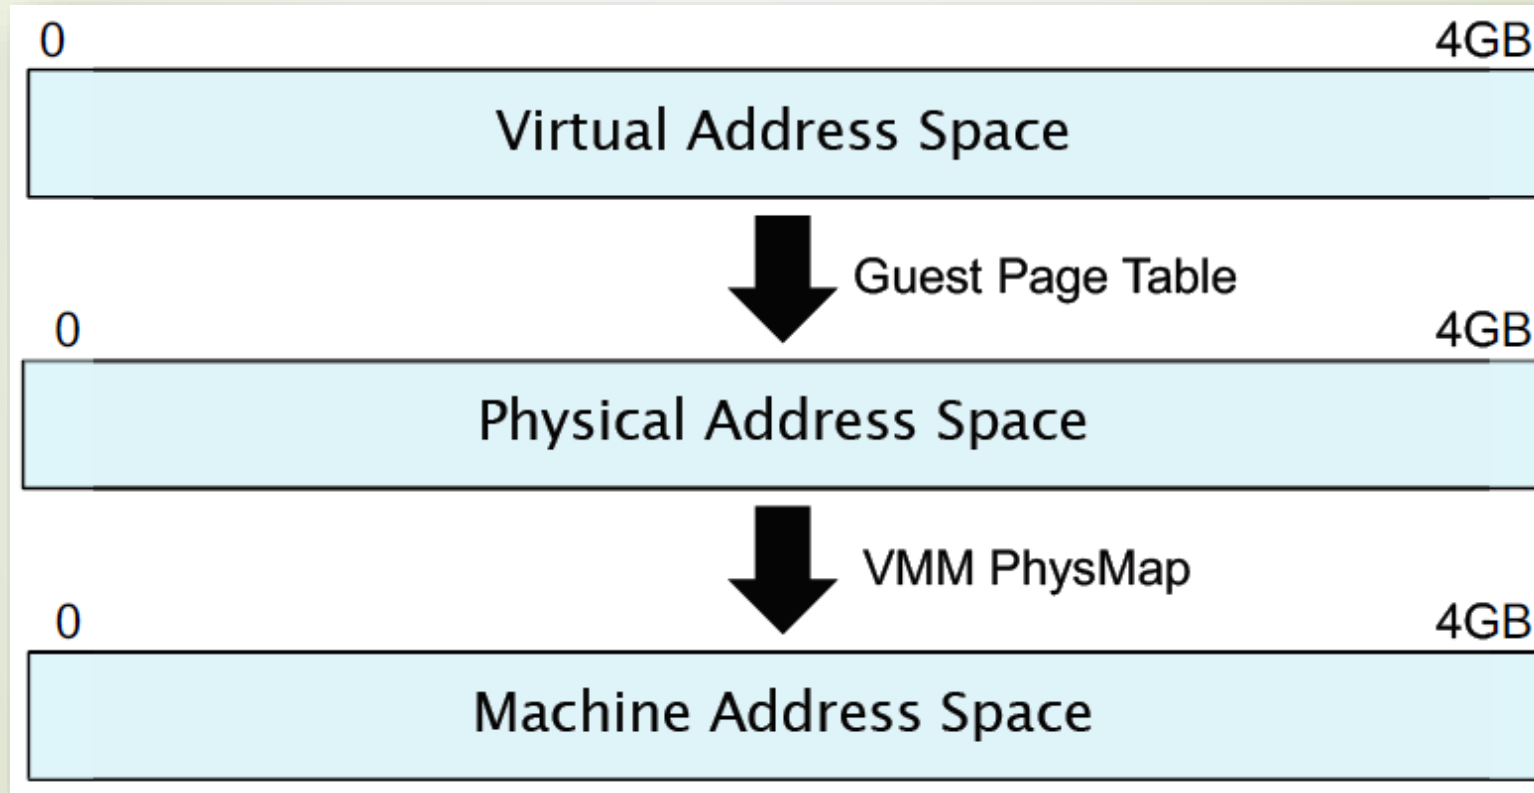 0 4GB
Virtual Address Space
Guest Page Table
0 4GB
Physical Address Space
VMM PhysMap
0 4GB
Machine Address Space